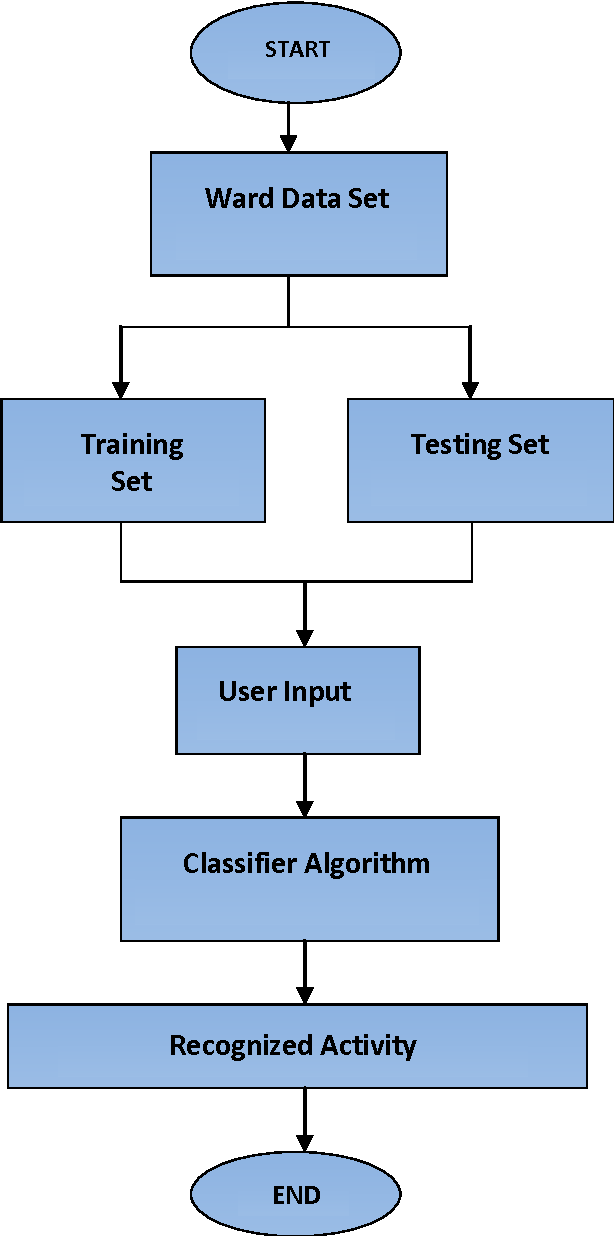 START
Ward Data Set
Training
Set
Testing Set
User Input
Classifier Algorithm
Recognized Activity
END